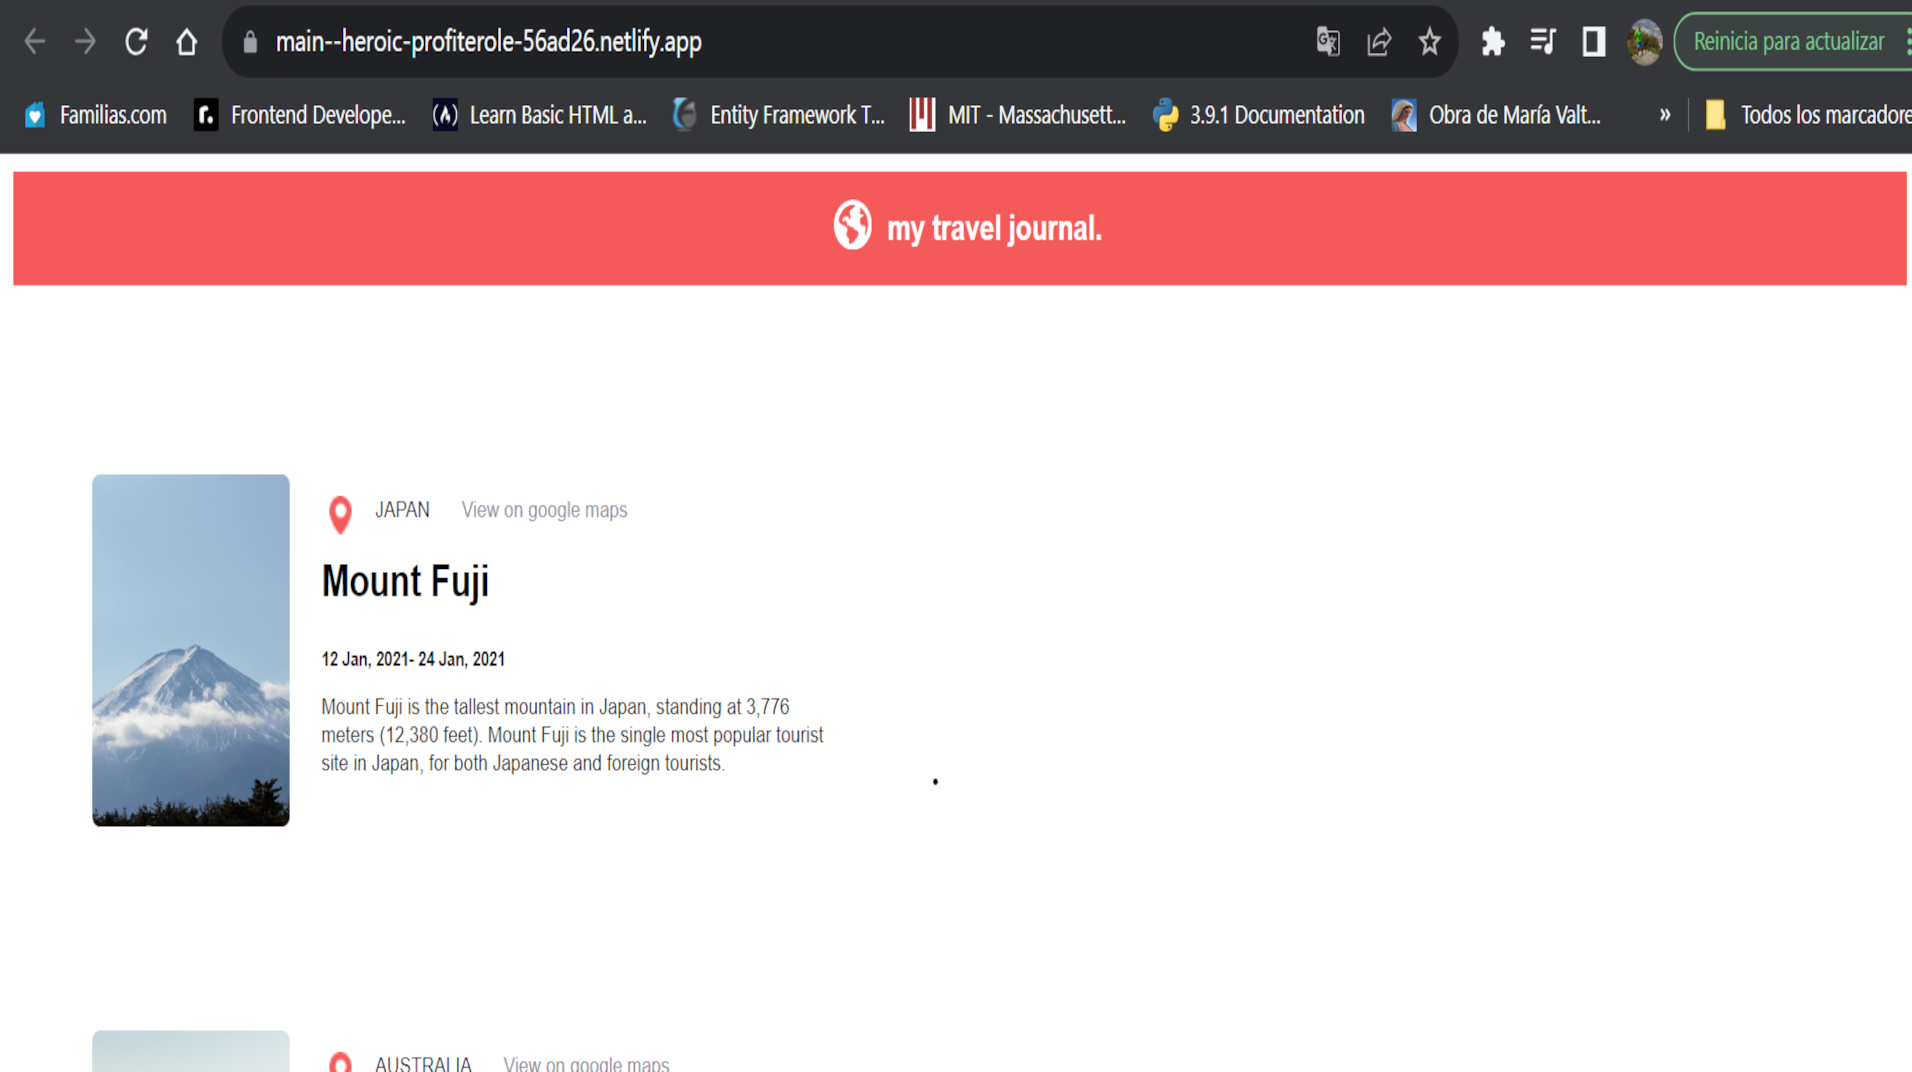 main--heroic-profiterole-56ad26.netlify.app
Reinicia para actualizar
Familias.com
Frontend Develope...
Learn Basic HTML a...
Entity Framework T...
MIT - Massachusett...
3.9.1 Documentation
Obra de María Valt...
»
Todos los marcadore
my travel journal.
JAPAN View on google maps
Mount Fuji
12 Jan, 2021- 24 Jan, 2021
Mount Fuji is the tallest mountain in Japan, standing at 3,776
meters (12,380 feet). Mount Fuji is the single most popular tourist
site in Japan, for both Japanese and foreign tourists.
AUSTRALIA View on google maps